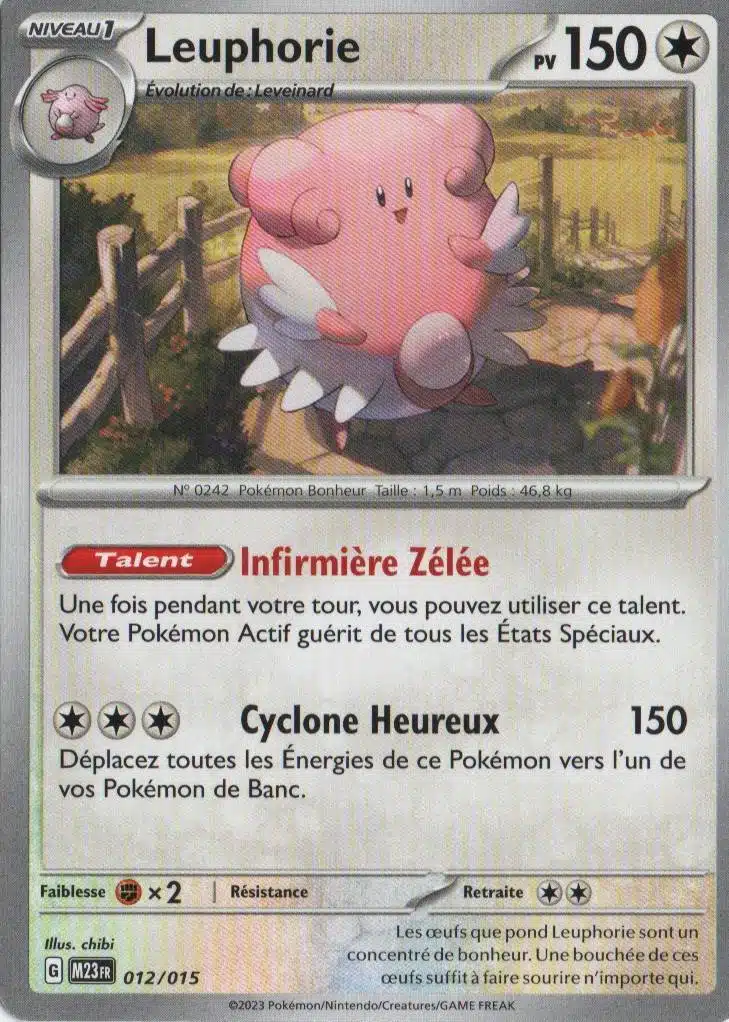 NIVEAU 1
Leuphorie
PV 150
Évolution de : Leveinard
N° 0242 Pokémon Bonheur Taille : 1,5 m Poids : 46,8 kg
Talent Infirmière Zélée
Une fois pendant votre tour, vous pouvez utiliser ce talent.
Votre Pokémon Actif guérit de tous les États Spéciaux.
Cyclone Heureux 150
Déplacez toutes les Énergies de ce Pokémon vers l'un de
vos Pokémon de Banc.
Faiblesse ×2 Résistance Retraite
Illus. chibi
G M23 FR 012/015
Les œufs que pond Leuphorie sont un
concentré de bonheur. Une bouchée de ces
œufs suffit à faire sourire n'importe qui.
©2023 Pokémon/Nintendo/Creatures/GAME FREAK